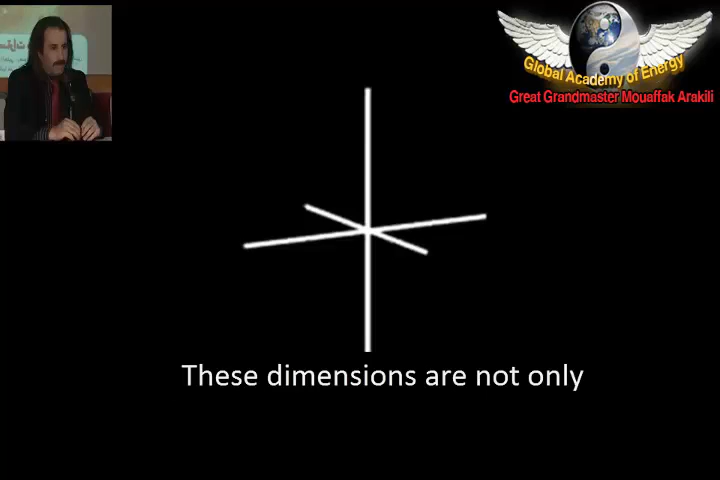 Global Academy of Energy
Great Grandmaster Mouaffak Arakili
These dimensions are not only